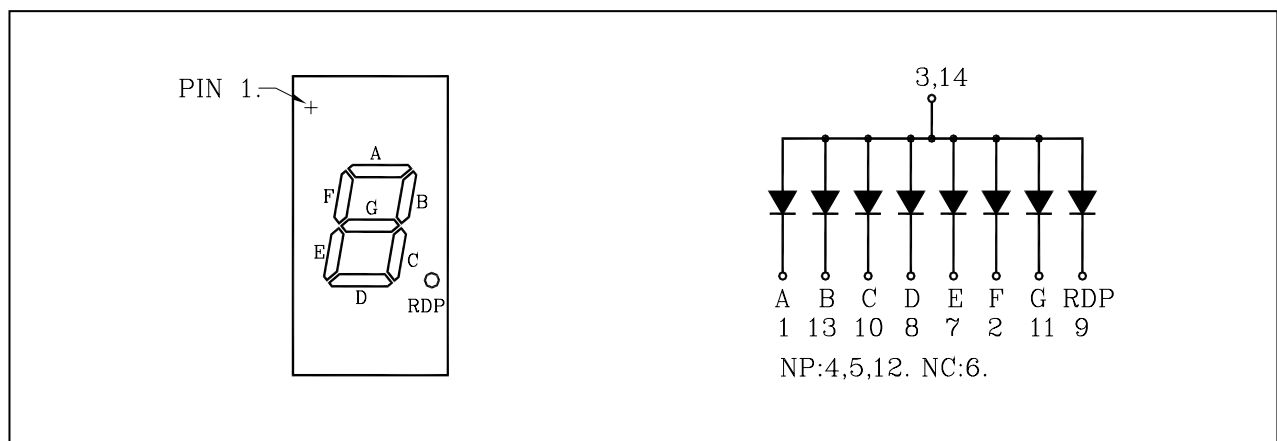 PIN 1.
A
F
B
G
E
C
D
RDP
3,14
A B C D E F G RDP
1 13 10 8 7 2 11 9
NP:4,5,12. NC:6.